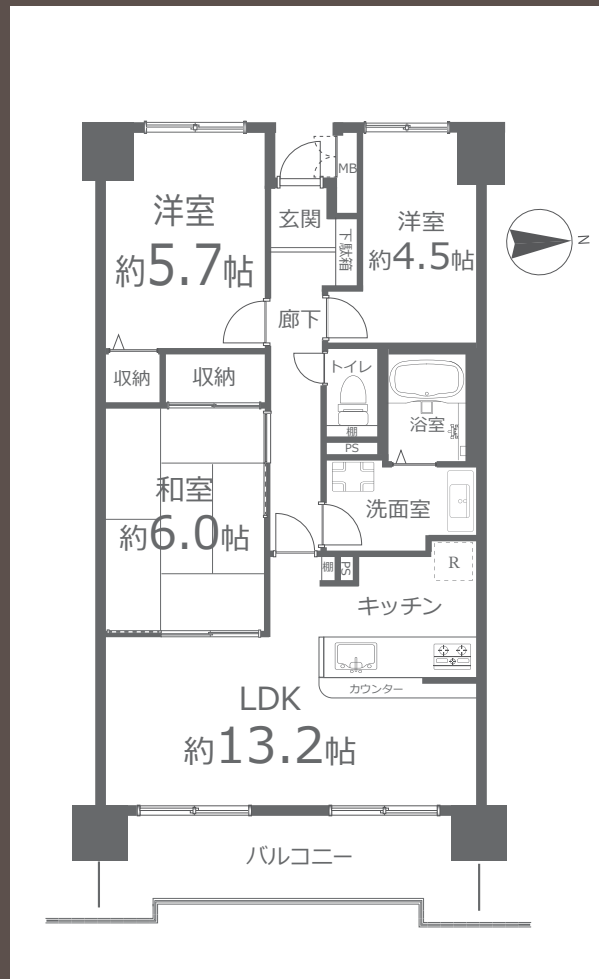 洋室
約5.7帖
玄関
MB
下駄箱
洋室
約4.5帖
N
廊下
収納
収納
トイレ
棚
PS
浴室
和室
約6.0帖
洗面室
棚
PS
R
キッチン
カウンター
LDK
約13.2帖
バルコニー